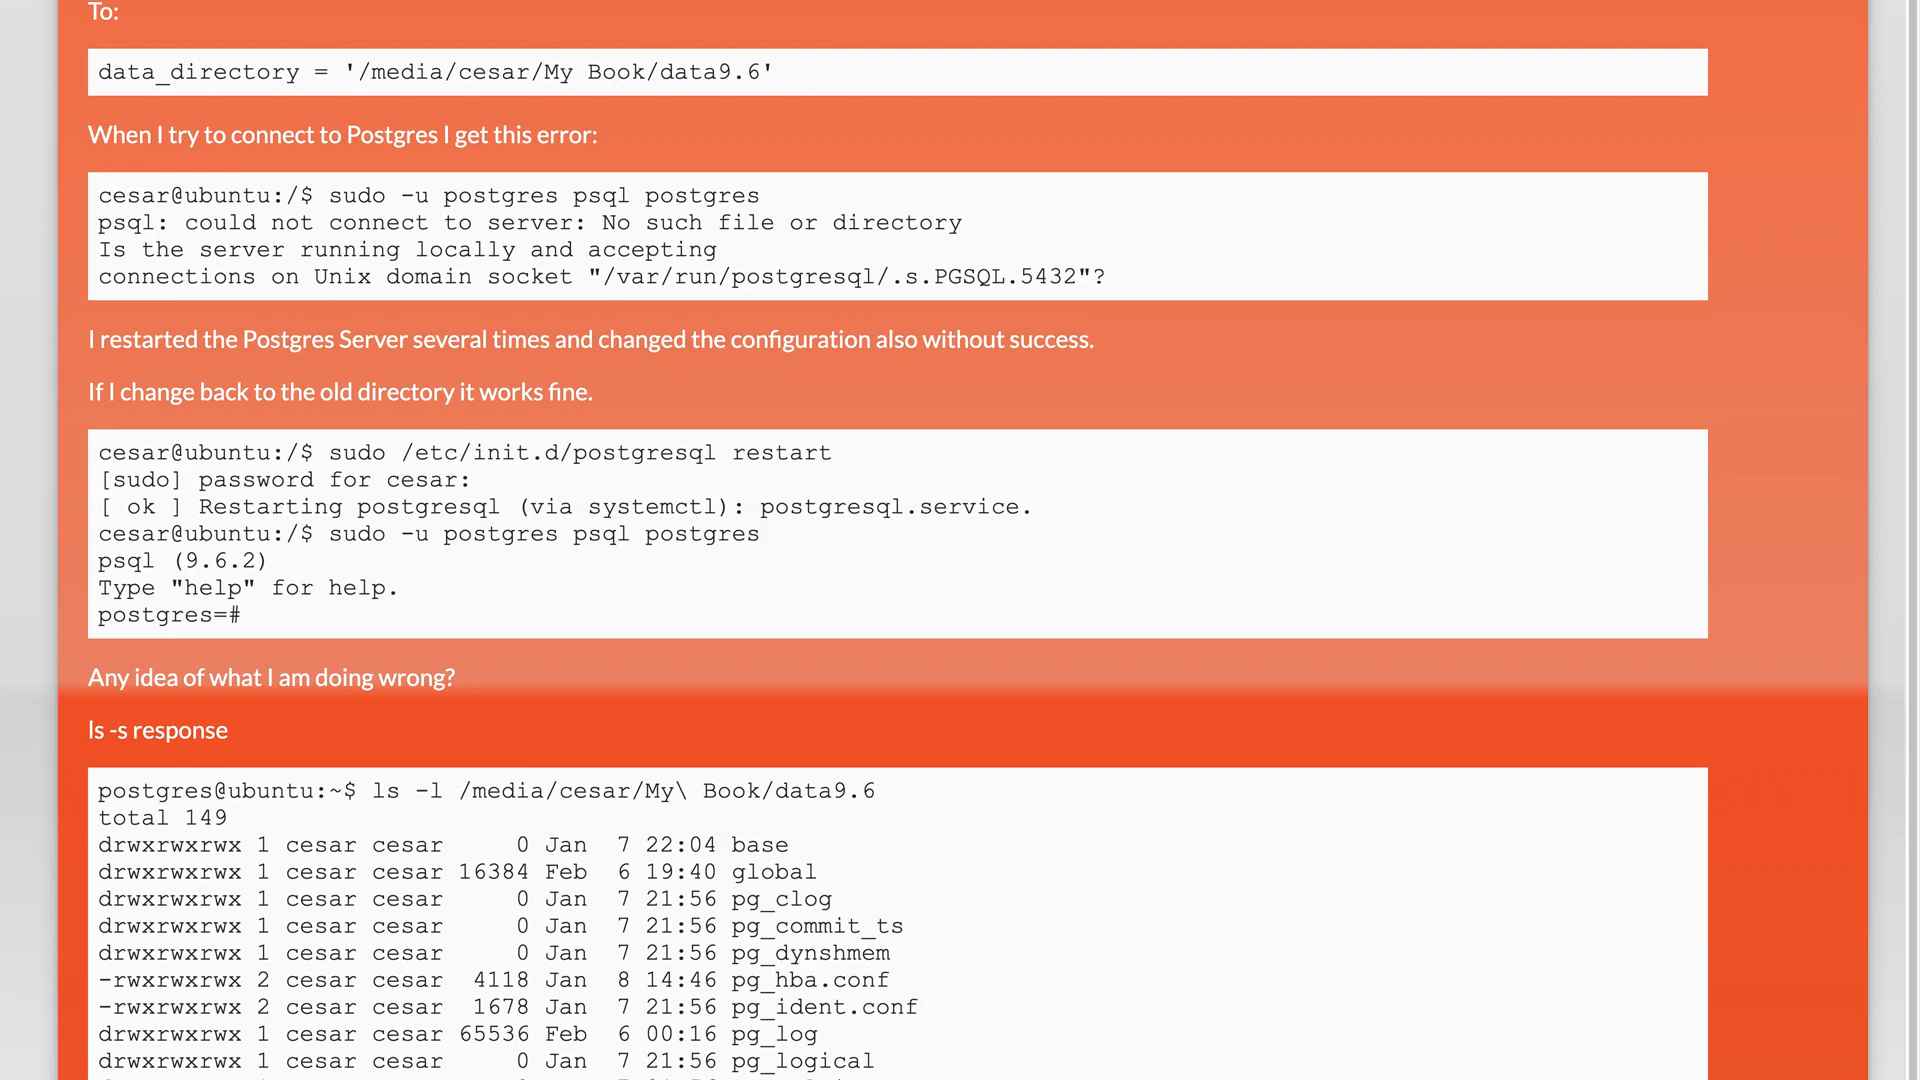 To:
data_directory = '/media/cesar/My Book/data9.6'
When I try to connect to Postgres I get this error:
cesar@ubuntu:/$ sudo -u postgres psql postgres
psql: could not connect to server: No such file or directory
Is the server running locally and accepting
connections on Unix domain socket "/var/run/postgresql/.s.PGSQL.5432"?
I restarted the Postgres Server several times and changed the configuration also without success.
If I change back to the old directory it works fine.
cesar@ubuntu:/$ sudo /etc/init.d/postgresql restart
[sudo] password for cesar:
[ ok ] Restarting postgresql (via systemctl): postgresql.service.
cesar@ubuntu:/$ sudo -u postgres psql postgres
psql (9.6.2)
Type "help" for help.
postgres=#
Any idea of what I am doing wrong?
ls -s response
postgres@ubuntu:~$ ls -l /media/cesar/My\ Book/data9.6
total 149
drwxrwxrwx 1 cesar cesar     0 Jan  7 22:04 base
drwxrwxrwx 1 cesar cesar 16384 Feb  6 19:40 global
drwxrwxrwx 1 cesar cesar     0 Jan  7 21:56 pg_clog
drwxrwxrwx 1 cesar cesar     0 Jan  7 21:56 pg_commit_ts
drwxrwxrwx 1 cesar cesar     0 Jan  7 21:56 pg_dynshmem
-rwxrwxrwx 2 cesar cesar  4118 Jan  8 14:46 pg_hba.conf
-rwxrwxrwx 2 cesar cesar  1678 Jan  7 21:56 pg_ident.conf
drwxrwxrwx 1 cesar cesar 65536 Feb  6 00:16 pg_log
drwxrwxrwx 1 cesar cesar     0 Jan  7 21:56 pg_logical